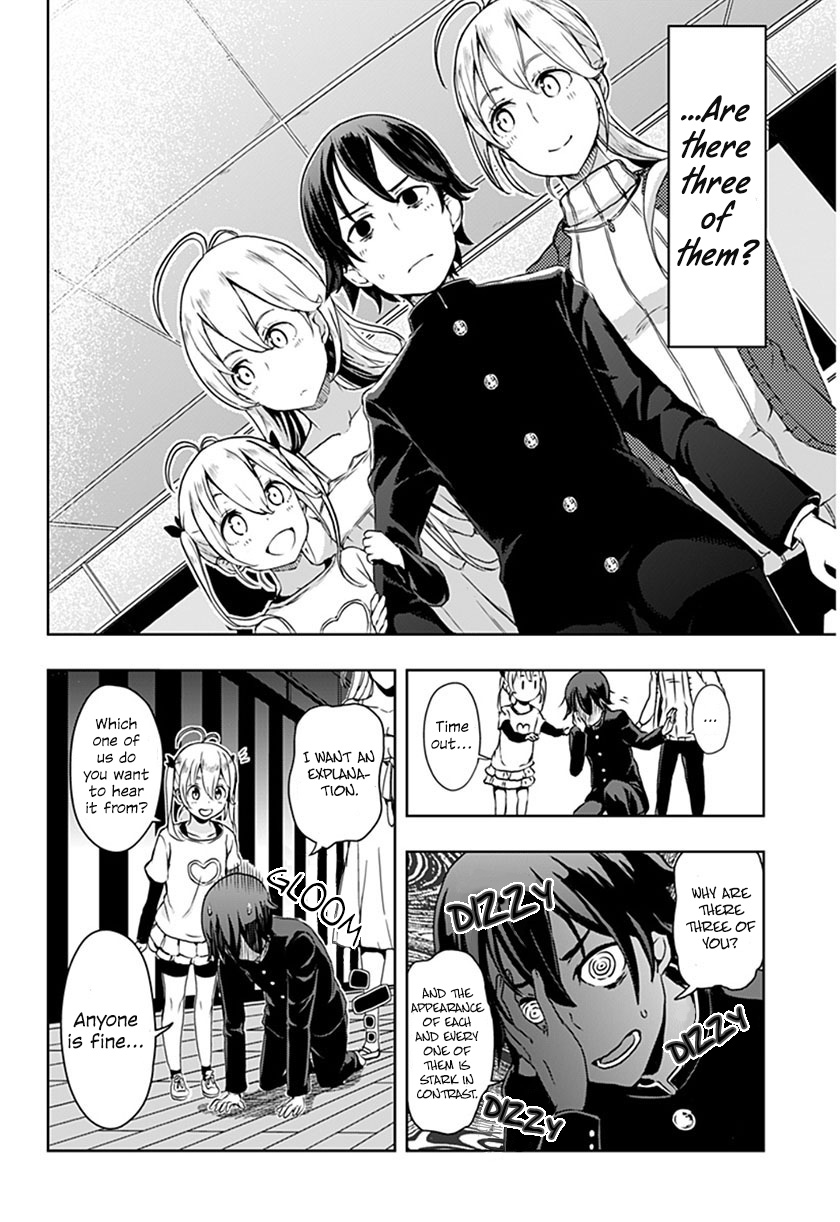 ...Are
there
three
of
them?
...
Time
out...
WHY ARE
THERE
THREE OF
YOU?
DIZZY
DIZZY
DIZZY
AND THE
APPEARANCE
OF EACH
AND EVERY
ONE OF
THEM IS
STARK IN
CONTRAST.
I WANT AN
EXPLANA-
TION.
Which
one of
us do
you want
to hear
it from?
GLOOM
Anyone
is fine...